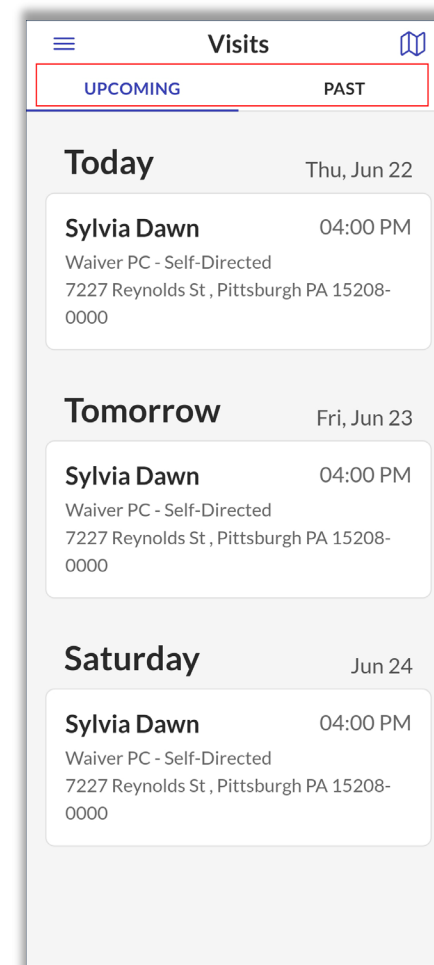 Visits
UPCOMING PAST
Today Thu, Jun 22
Sylvia Dawn 04:00 PM
Waiver PC - Self-Directed
7227 Reynolds St , Pittsburgh PA 15208-
0000
Tomorrow Fri, Jun 23
Sylvia Dawn 04:00 PM
Waiver PC - Self-Directed
7227 Reynolds St , Pittsburgh PA 15208-
0000
Saturday Jun 24
Sylvia Dawn 04:00 PM
Waiver PC - Self-Directed
7227 Reynolds St , Pittsburgh PA 15208-
0000